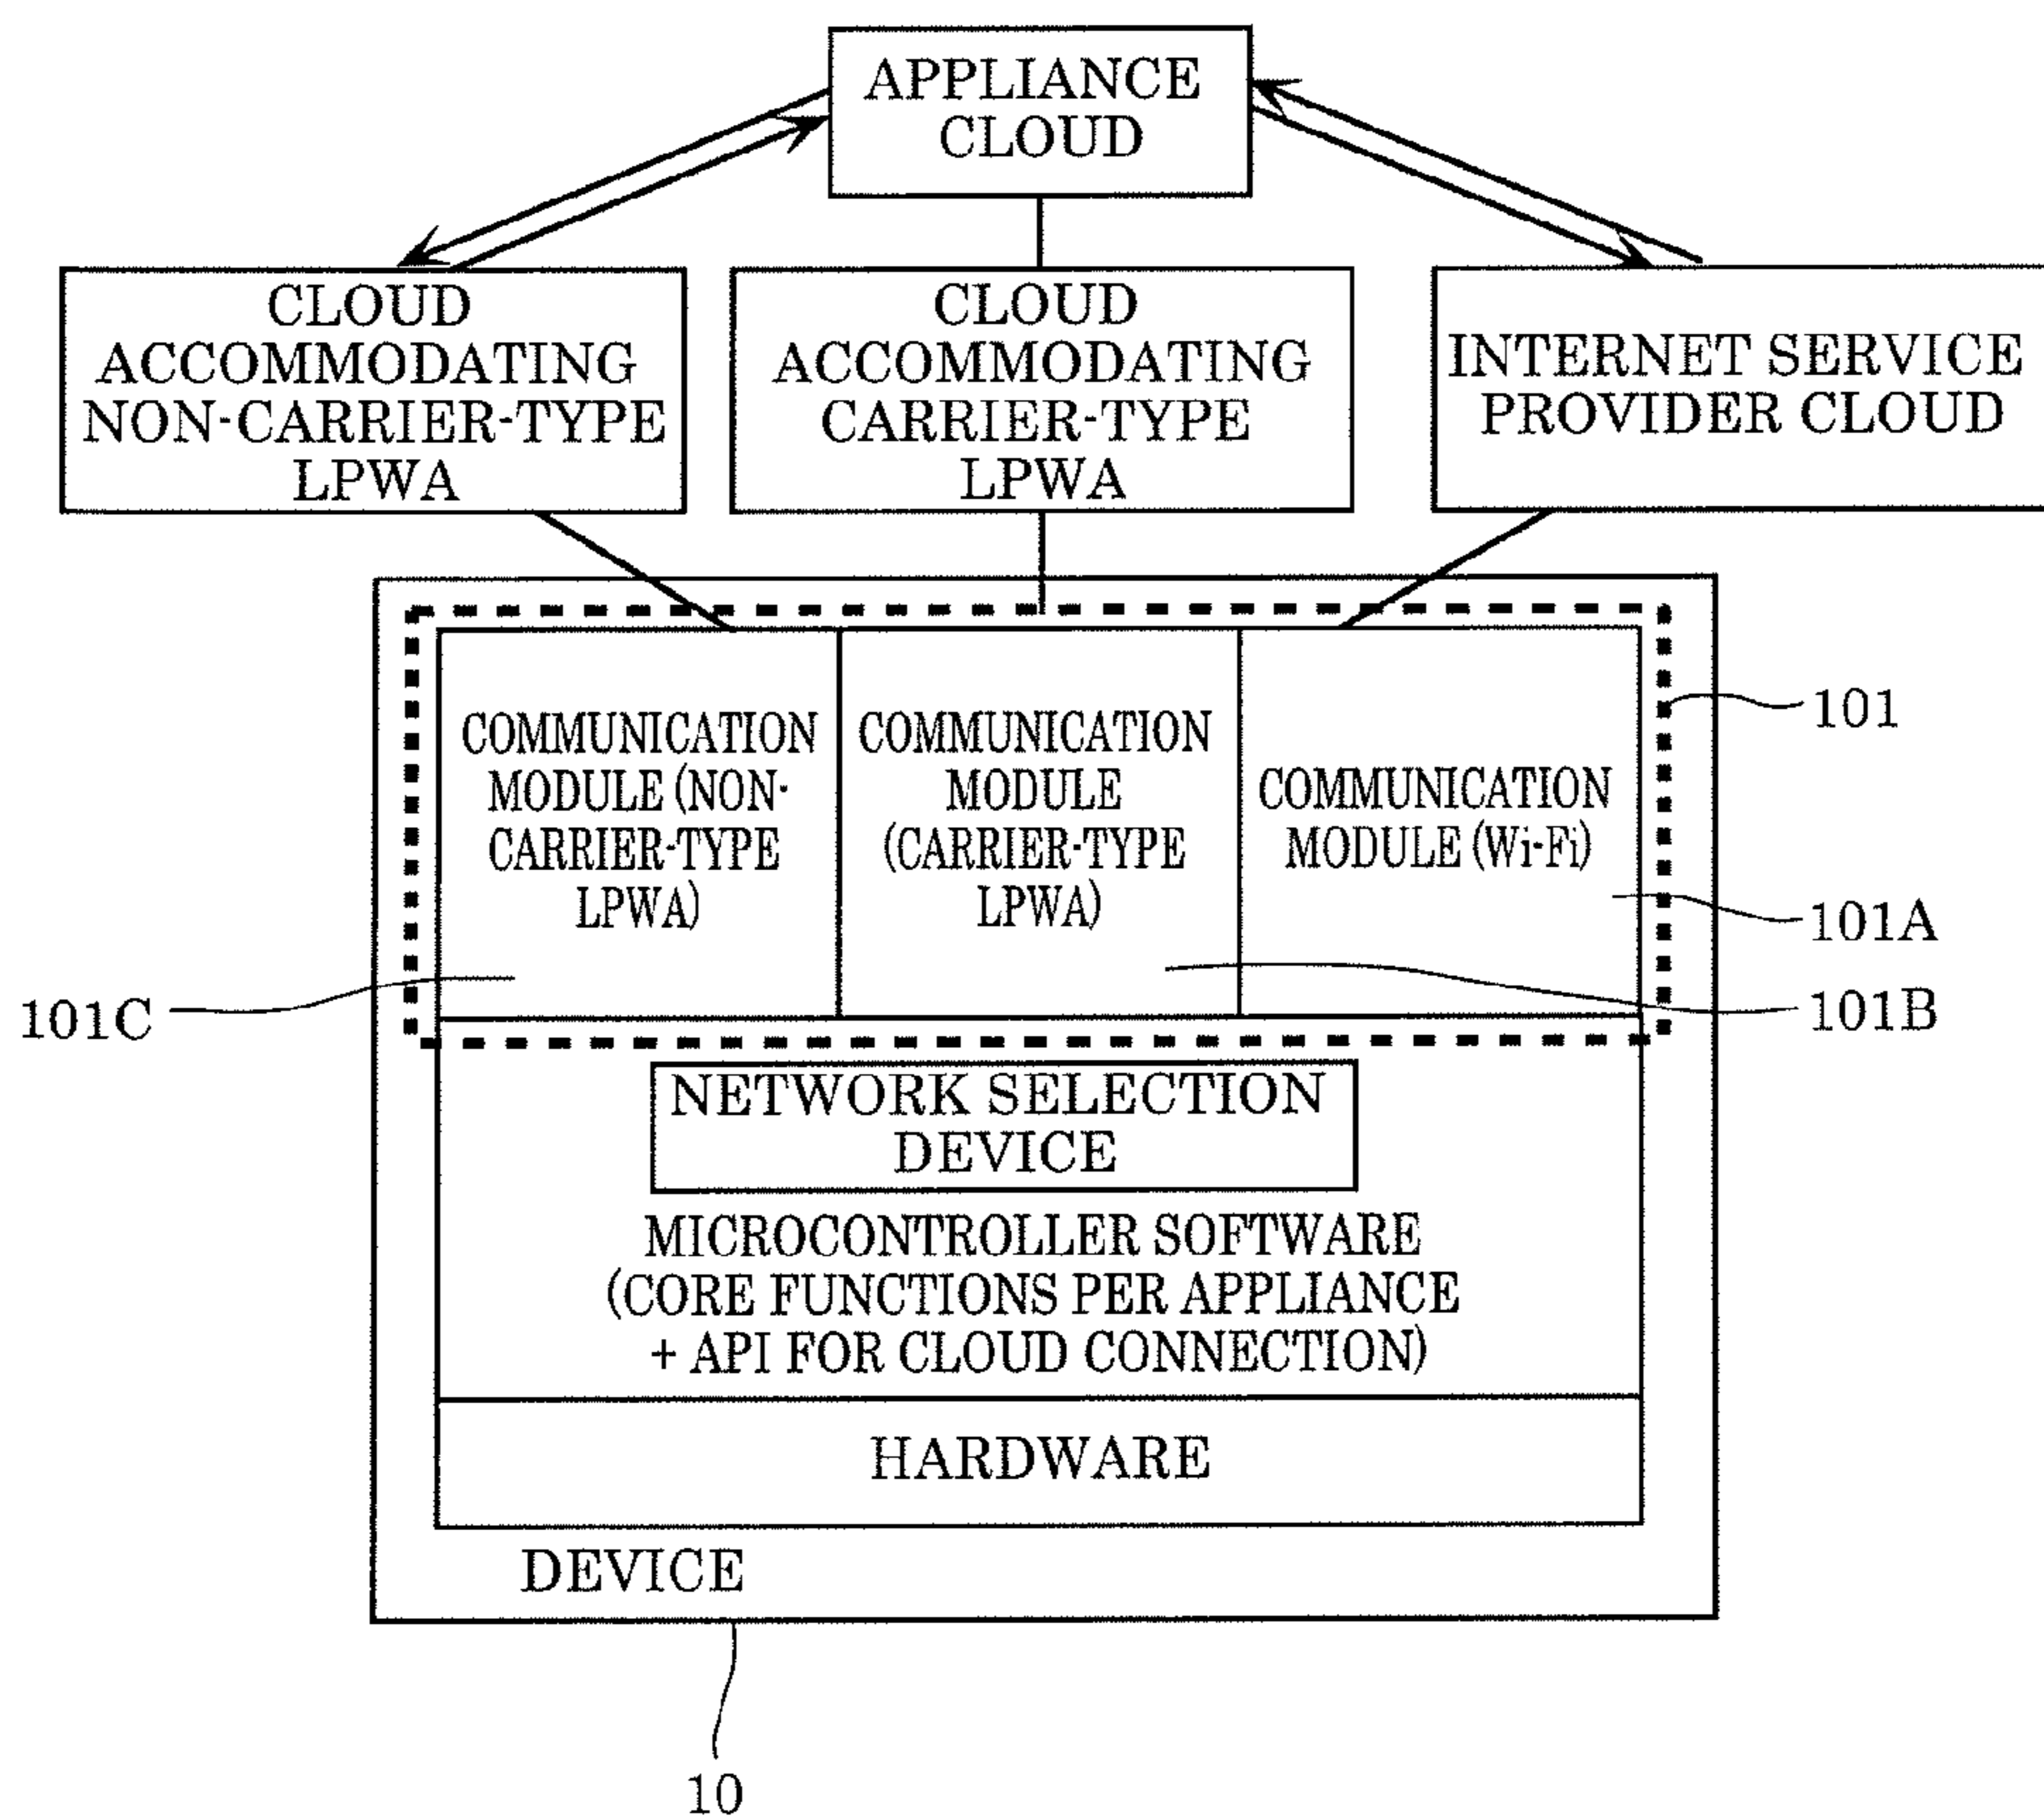 APPLIANCE
CLOUD
CLOUD
ACCOMMODATING
NON-CARRIER-TYPE
LPWA
CLOUD
ACCOMMODATING
CARRIER-TYPE
LPWA
INTERNET SERVICE
PROVIDER CLOUD
COMMUNICATION
MODULE (NON-
CARRIER-TYPE
LPWA)
COMMUNICATION
MODULE
(CARRIER-TYPE
LPWA)
COMMUNICATION
MODULE (Wi-Fi)
101
101A
101B
101C
NETWORK SELECTION
DEVICE
MICROCONTROLLER SOFTWARE
(CORE FUNCTIONS PER APPLIANCE
+ API FOR CLOUD CONNECTION)
HARDWARE
DEVICE
10